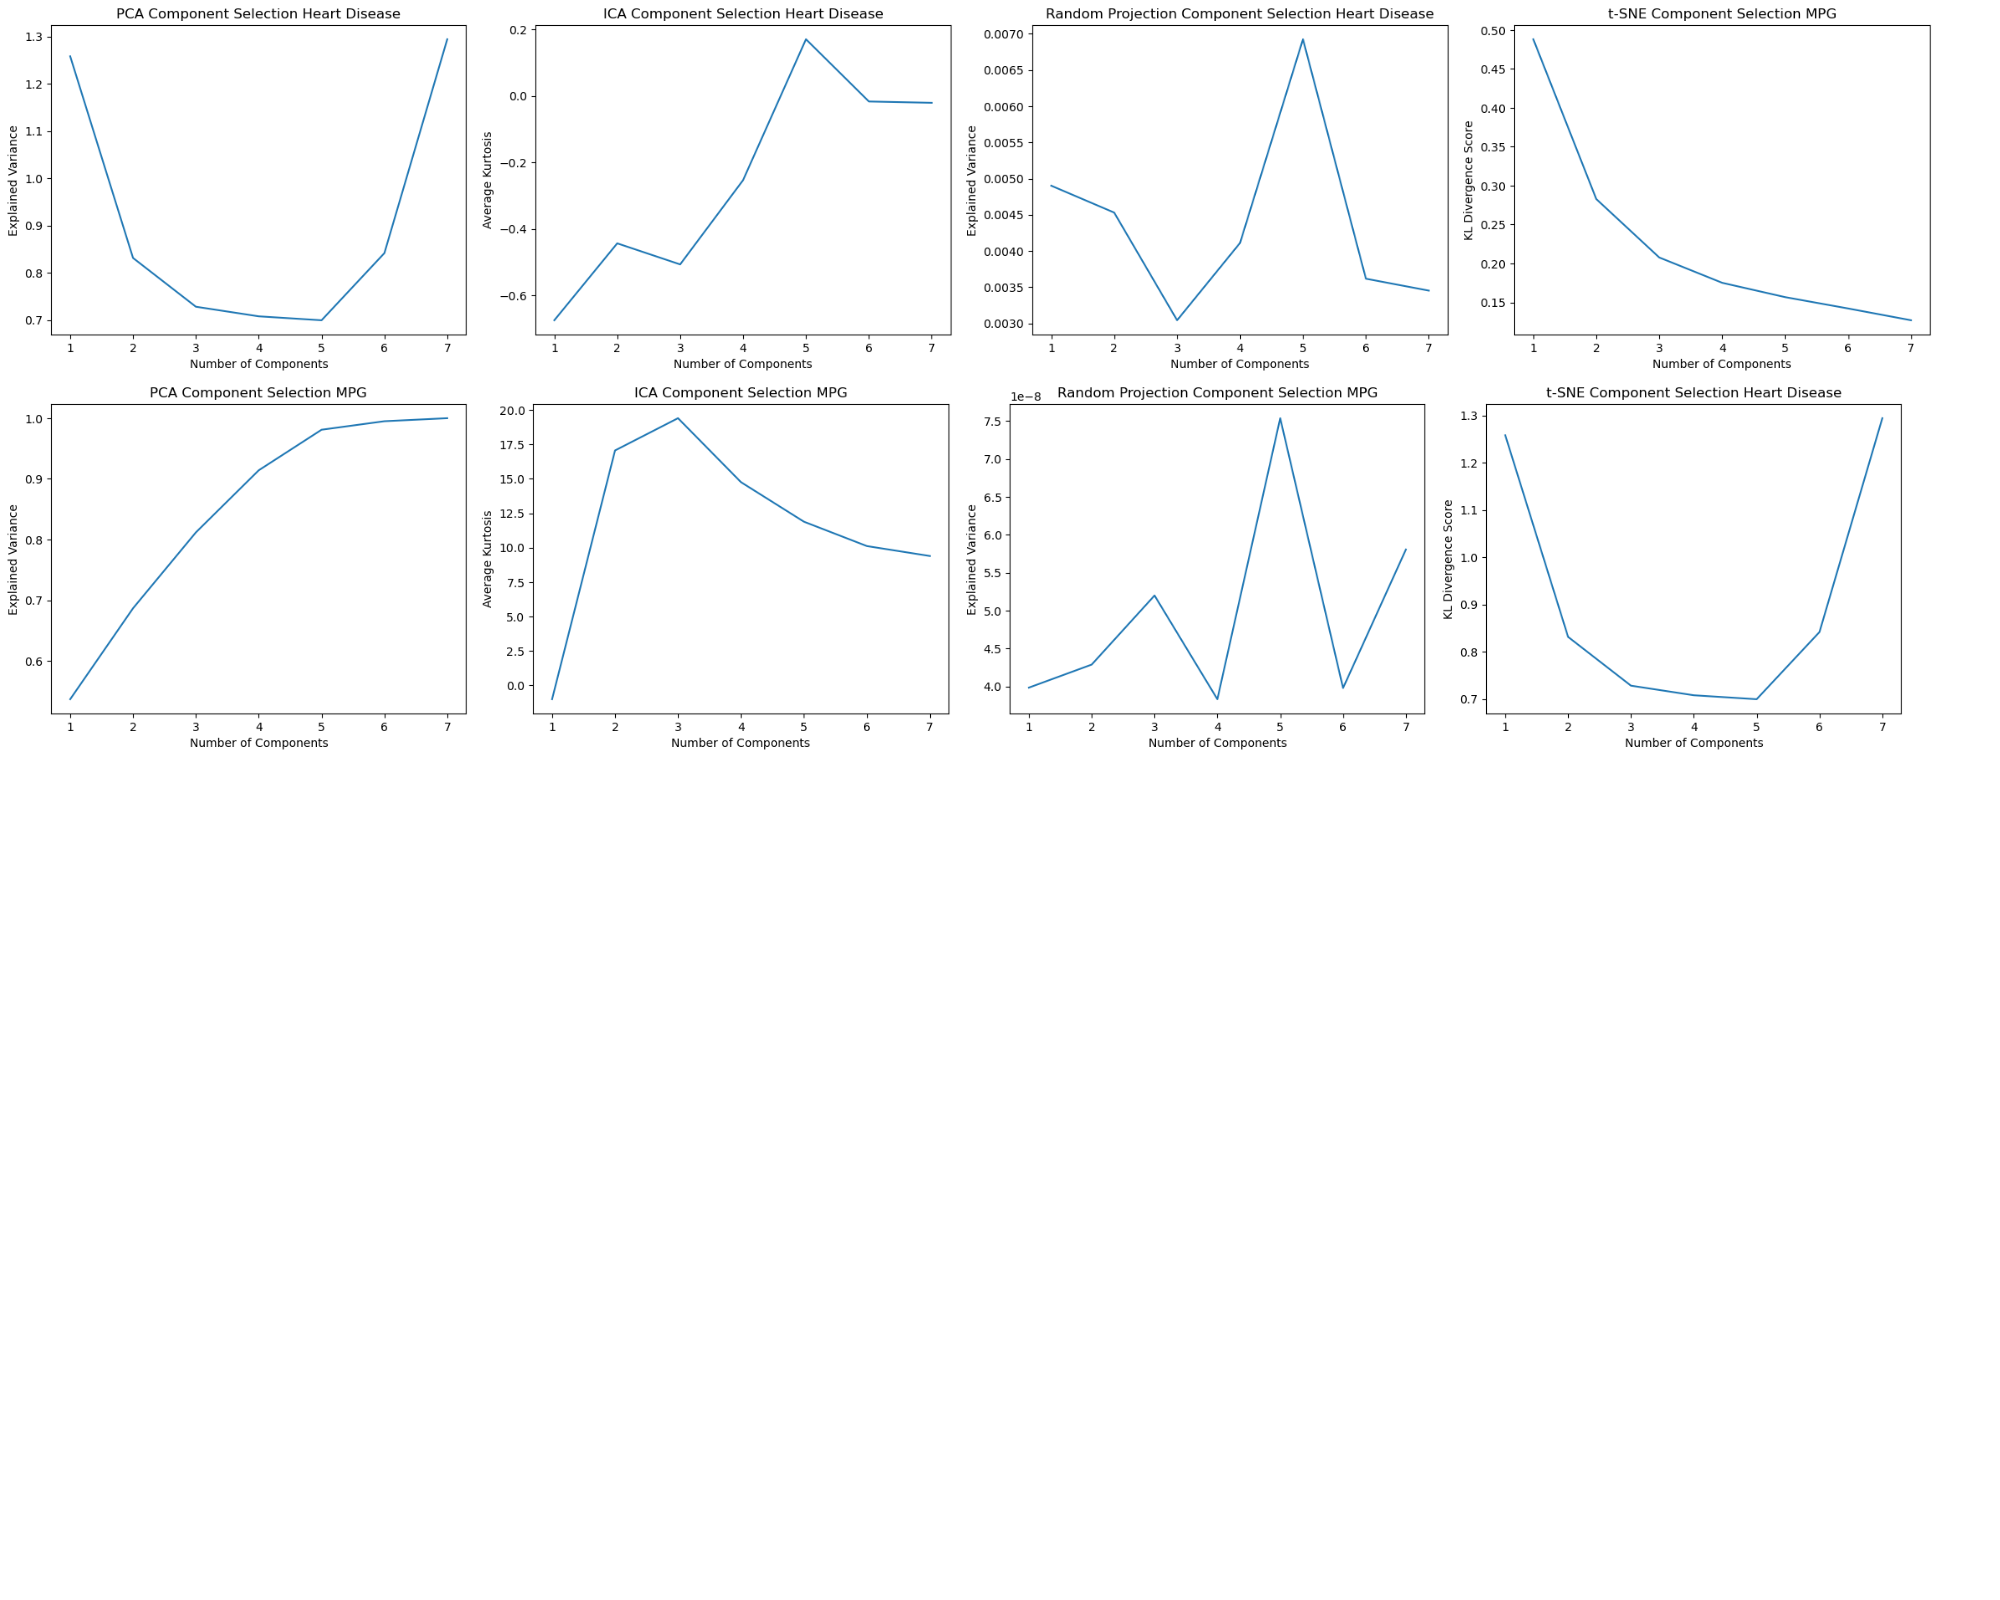 PCA Component Selection Heart Disease
1.3
1.2
1.1
1.0
0.9
0.8
0.7
Explained Variance
1 2 3 4 5 6 7
Number of Components
ICA Component Selection Heart Disease
0.2
0.0
−0.2
−0.4
−0.6
Average Kurtosis
1 2 3 4 5 6 7
Number of Components
Random Projection Component Selection Heart Disease
0.0070
0.0065
0.0060
0.0055
0.0050
0.0045
0.0040
0.0035
0.0030
Explained Variance
1 2 3 4 5 6 7
Number of Components
t-SNE Component Selection MPG
0.50
0.45
0.40
0.35
0.30
0.25
0.20
0.15
KL Divergence Score
1 2 3 4 5 6 7
Number of Components
PCA Component Selection MPG
1.0
0.9
0.8
0.7
0.6
Explained Variance
1 2 3 4 5 6 7
Number of Components
ICA Component Selection MPG
20.0
17.5
15.0
12.5
10.0
7.5
5.0
2.5
0.0
Average Kurtosis
1 2 3 4 5 6 7
Number of Components
1e−8 Random Projection Component Selection MPG
7.5
7.0
6.5
6.0
5.5
5.0
4.5
4.0
Explained Variance
1 2 3 4 5 6 7
Number of Components
t-SNE Component Selection Heart Disease
1.3
1.2
1.1
1.0
0.9
0.8
0.7
KL Divergence Score
1 2 3 4 5 6 7
Number of Components